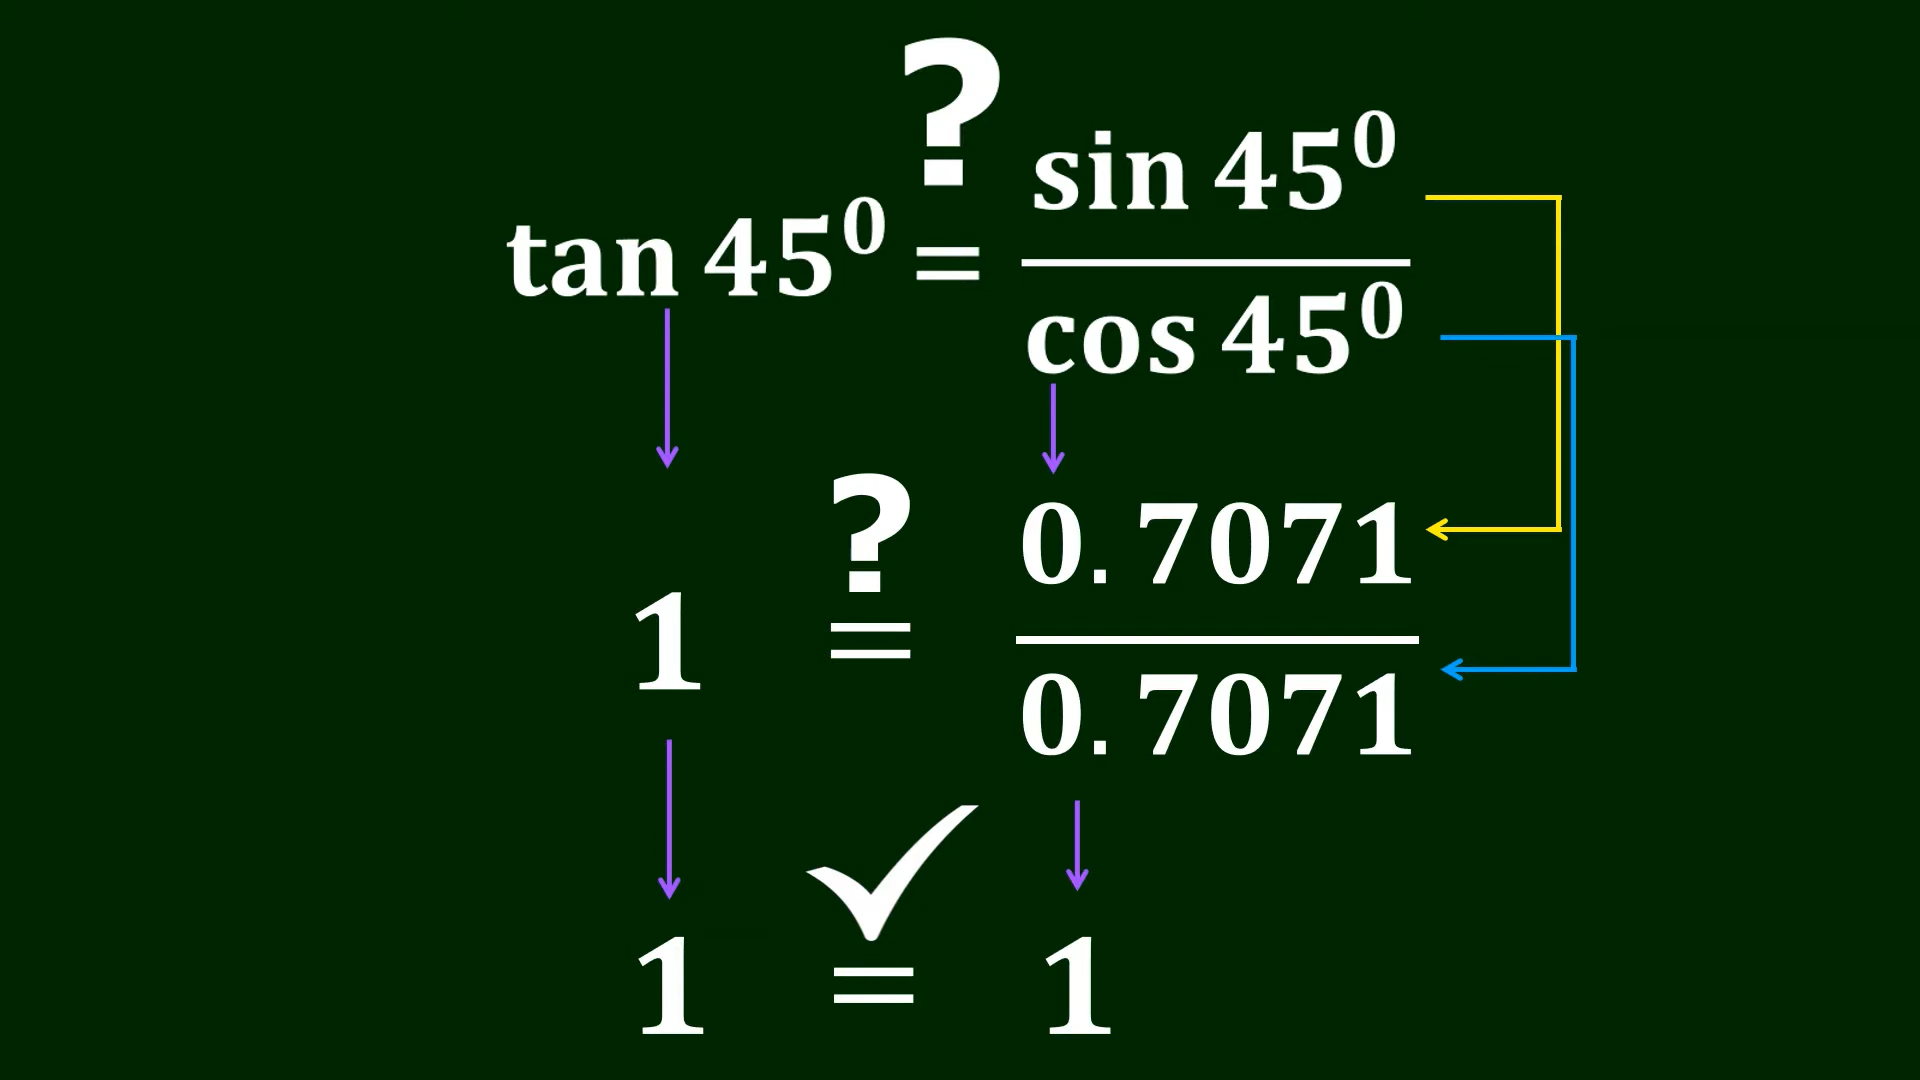 ?
tan 45⁰ = sin 45⁰ / cos 45⁰
?
1 = 0.7071 / 0.7071
1 = 1